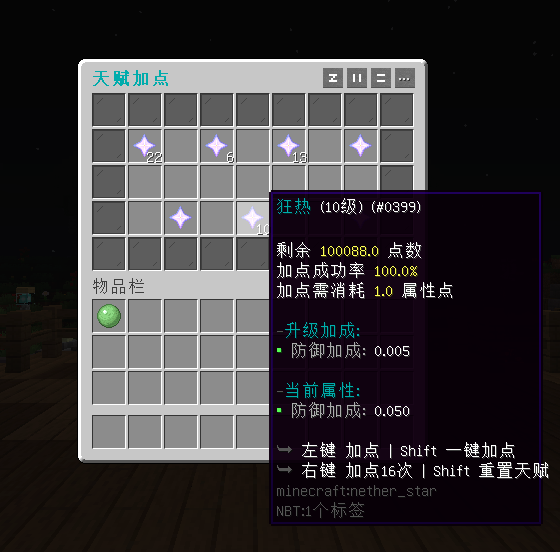 天赋加点
22
6
13
狂热 (10级) (#0399)
剩余 100088.0 点数
加点成功率 100.0%
加点需消耗 1.0 属性点
-升级加成:
▪ 防御加成: 0.005
-当前属性:
▪ 防御加成: 0.050
左键 加点 | Shift 一键加点
右键 加点16次 | Shift 重置天赋
minecraft:nether_star
NBT:1个标签
10
物品栏